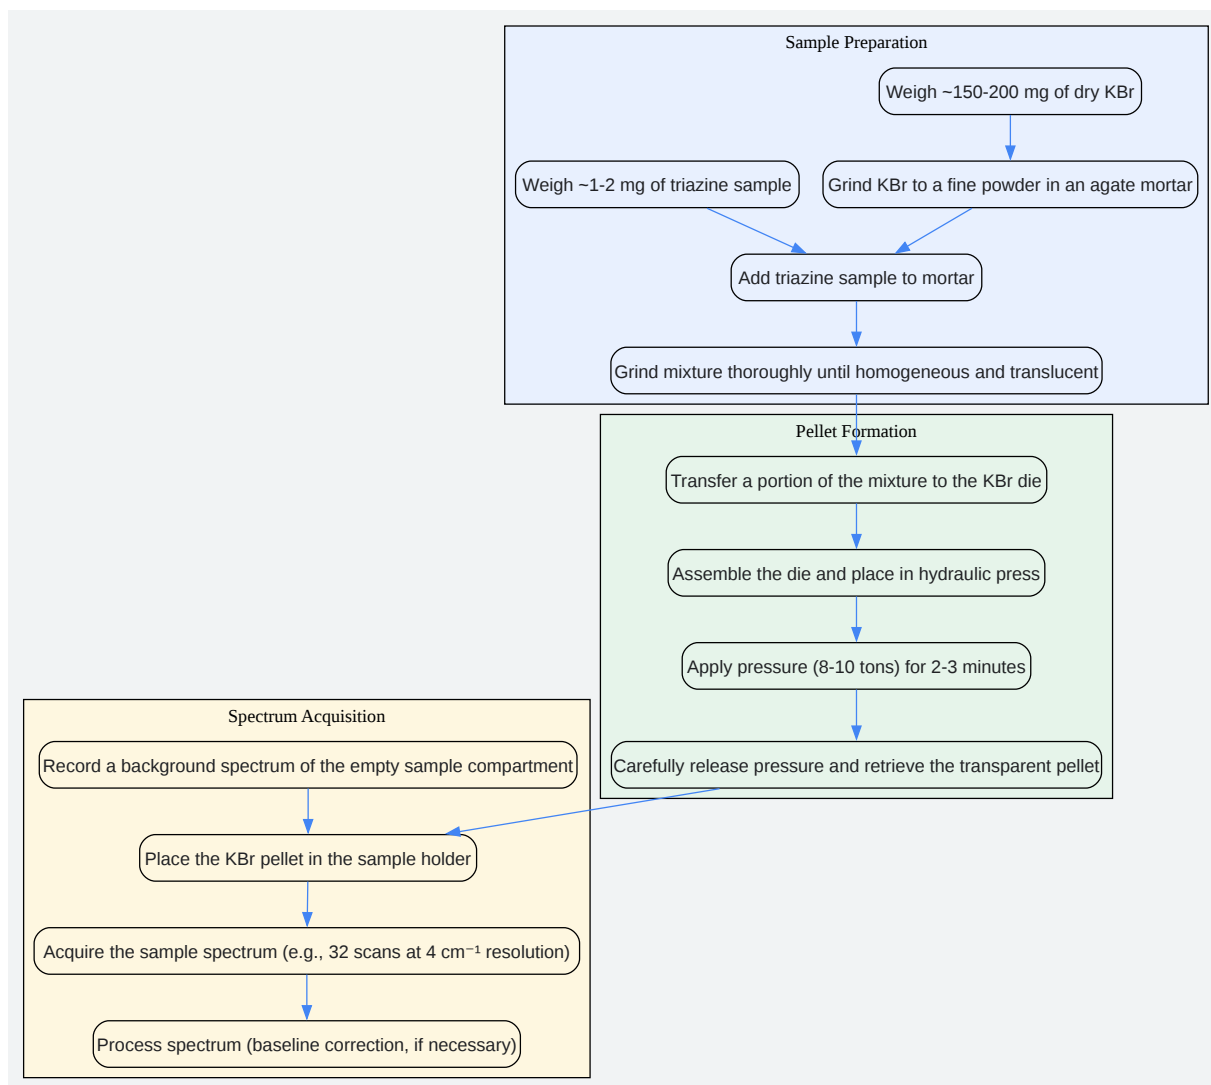 Sample Preparation
Weigh ~150-200 mg of dry KBr
Weigh ~1-2 mg of triazine sample
Grind KBr to a fine powder in an agate mortar
Add triazine sample to mortar
Grind mixture thoroughly until homogeneous and translucent
Pellet Formation
Transfer a portion of the mixture to the KBr die
Assemble the die and place in hydraulic press
Apply pressure (8-10 tons) for 2-3 minutes
Carefully release pressure and retrieve the transparent pellet
Spectrum Acquisition
Record a background spectrum of the empty sample compartment
Place the KBr pellet in the sample holder
Acquire the sample spectrum (e.g., 32 scans at 4 cm⁻¹ resolution)
Process spectrum (baseline correction, if necessary)